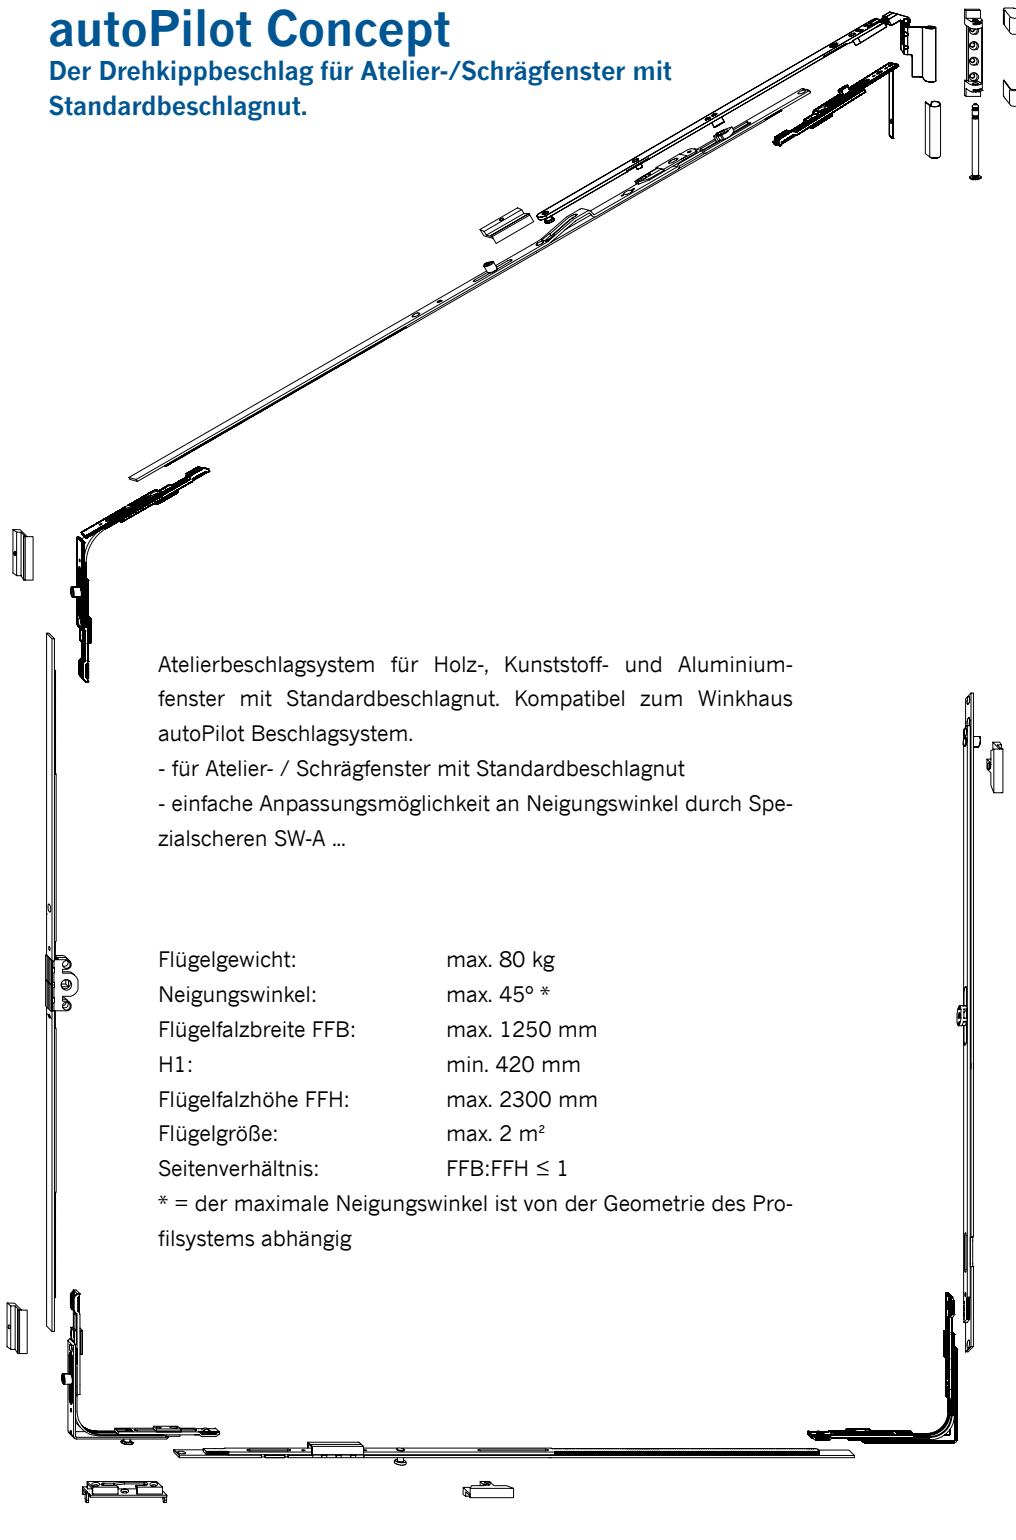 autoPilot Concept
Der Drehkippbeschlag für Atelier-/Schrägfenster mit
Standardbeschlagnut.
Atelierbeschlagsystem für Holz-, Kunststoff- und Aluminium-
fenster mit Standardbeschlagnut. Kompatibel zum Winkhaus
autoPilot Beschlagsystem.
- für Atelier- / Schrägfenster mit Standardbeschlagnut
- einfache Anpassungsmöglichkeit an Neigungswinkel durch Spe-
zialscheren SW-A ...
Flügelgewicht: max. 80 kg
Neigungswinkel: max. 45º *
Flügelfalzbreite FFB: max. 1250 mm
H1: min. 420 mm
Flügelfalzhöhe FFH: max. 2300 mm
Flügelgröße: max. 2 m²
Seitenverhältnis: FFB:FFH ≤ 1
* = der maximale Neigungswinkel ist von der Geometrie des Pro-
filsystems abhängig